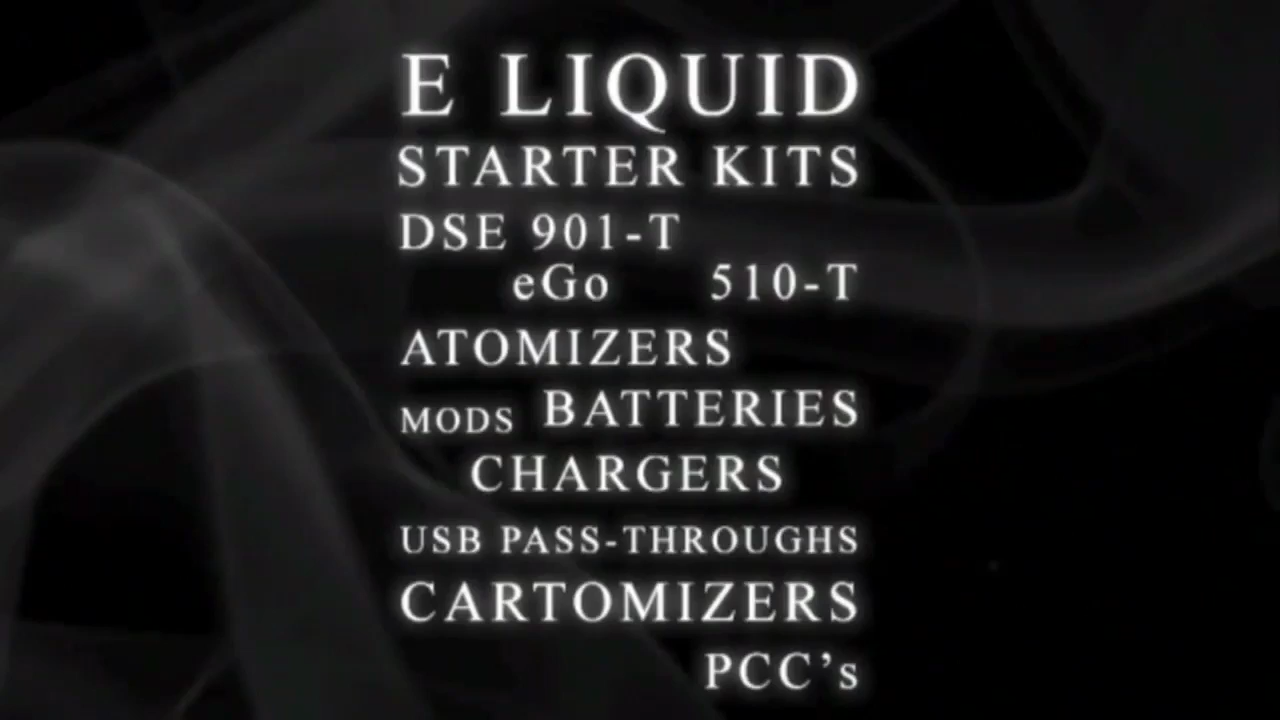 E LIQUID
STARTER KITS
DSE 901-T
eGo 510-T
ATOMIZERS
MODS BATTERIES
CHARGERS
USB PASS-THROUGHS
CARTOMIZERS
PCC’s